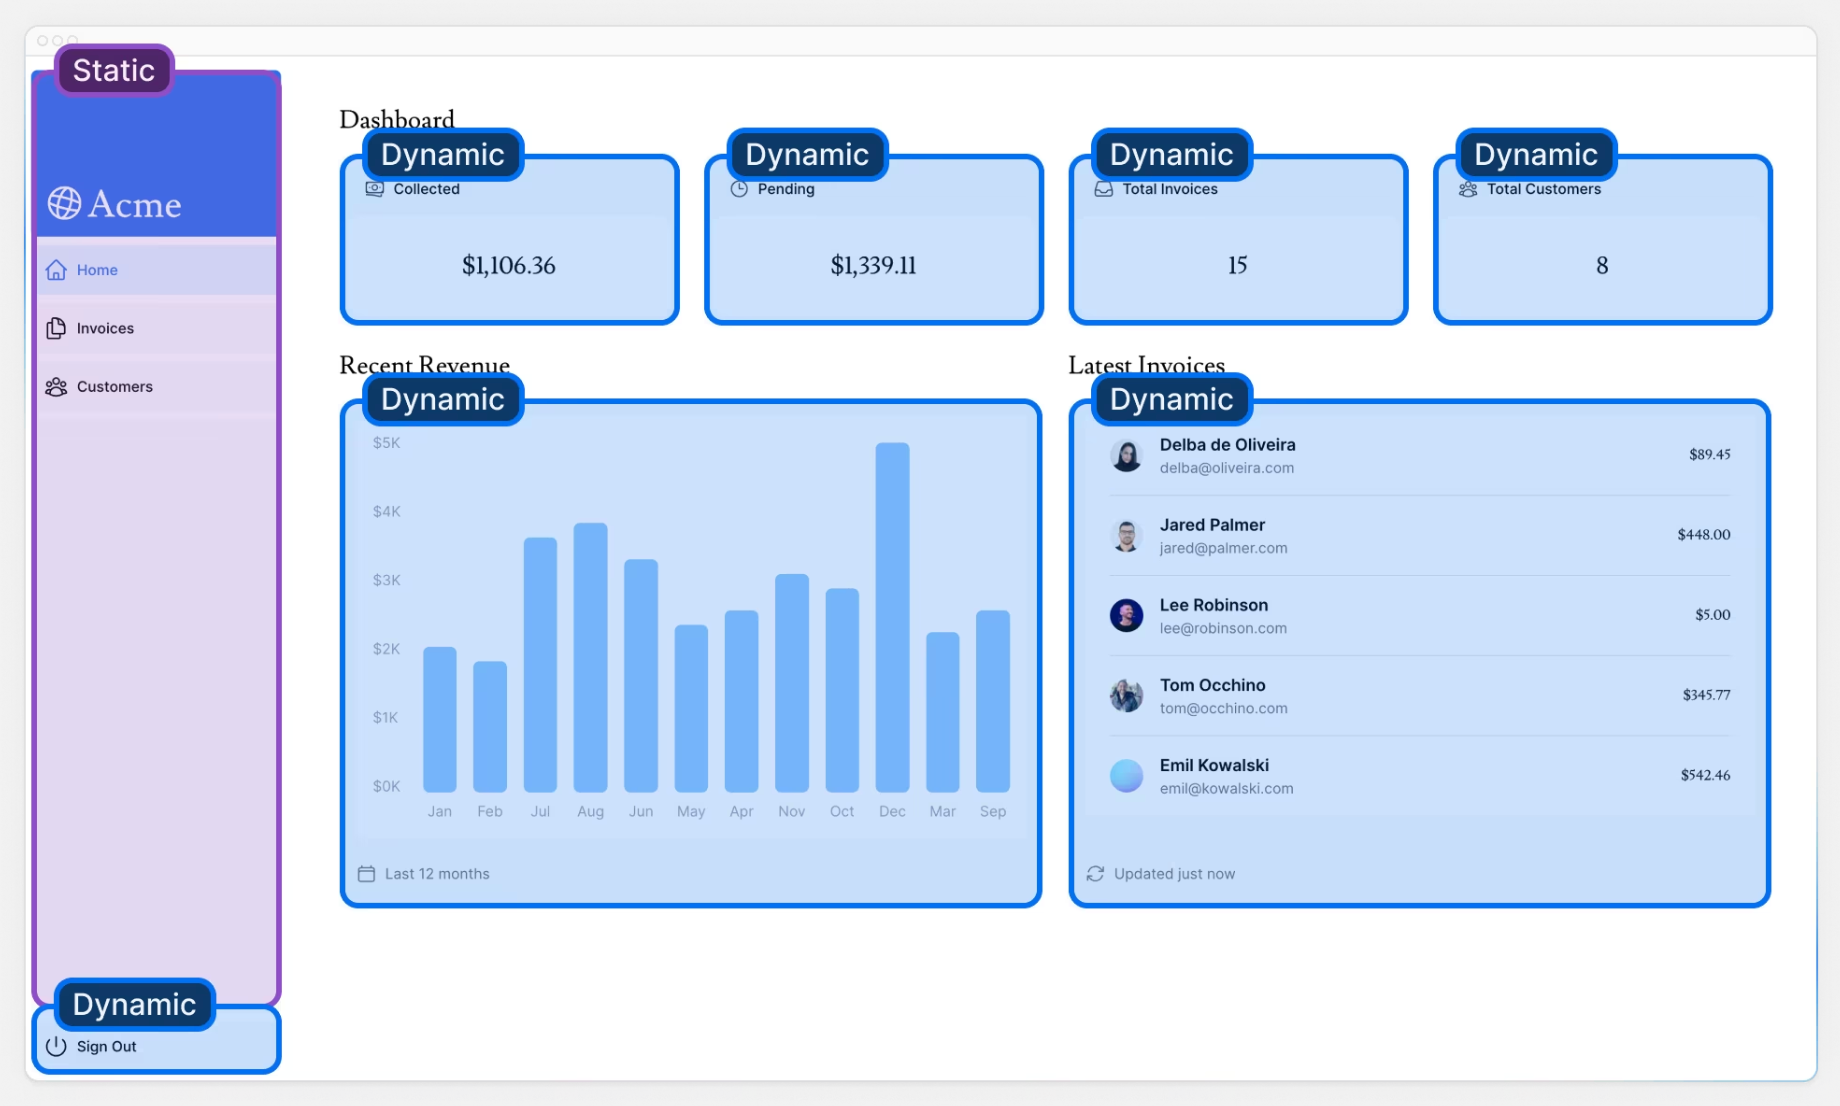 Static
Acme
Home
Invoices
Customers
Dynamic
Sign Out
Dashboard
Dynamic
Collected
$1,106.36
Dynamic
Pending
$1,339.11
Dynamic
Total Invoices
15
Dynamic
Total Customers
8
Recent Revenue
Dynamic
$5K
$4K
$3K
$2K
$1K
$0K
Jan Feb Jul Aug Jun May Apr Nov Oct Dec Mar Sep
Last 12 months
Latest Invoices
Dynamic
Delba de Oliveira
delba@oliveira.com
$89.45
Jared Palmer
jared@palmer.com
$448.00
Lee Robinson
lee@robinson.com
$5.00
Tom Occhino
tom@occhino.com
$345.77
Emil Kowalski
emil@kowalski.com
$542.46
Updated just now